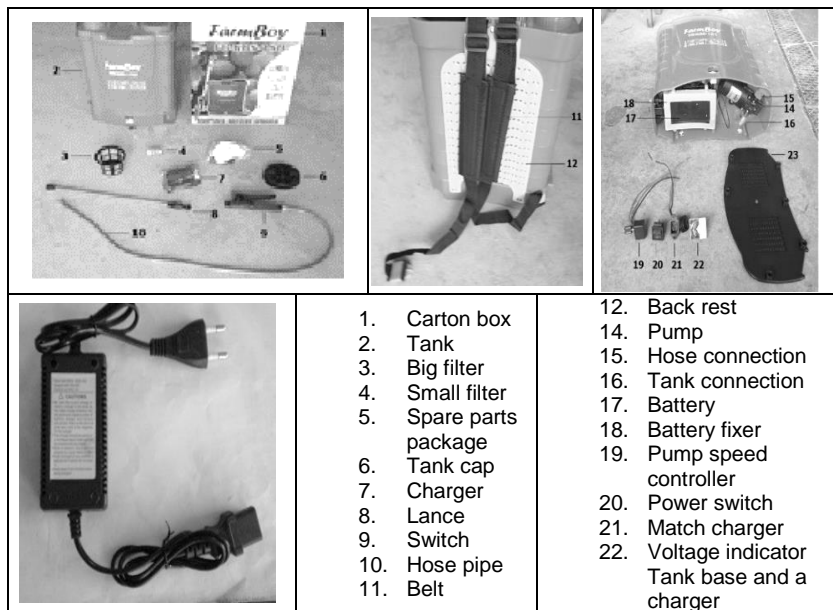 FarmBoy
1
2
FarmBoy
3
4
5
7
6
8
10
9
11
12
FarmBoy
15
14
18
17
16
23
19
20
21
22
CAUTION
1. Carton box
2. Tank
3. Big filter
4. Small filter
5. Spare parts
package
6. Tank cap
7. Charger
8. Lance
9. Switch
10. Hose pipe
11. Belt
12. Back rest
14. Pump
15. Hose connection
16. Tank connection
17. Battery
18. Battery fixer
19. Pump speed
controller
20. Power switch
21. Match charger
22. Voltage indicator
Tank base and a
charger